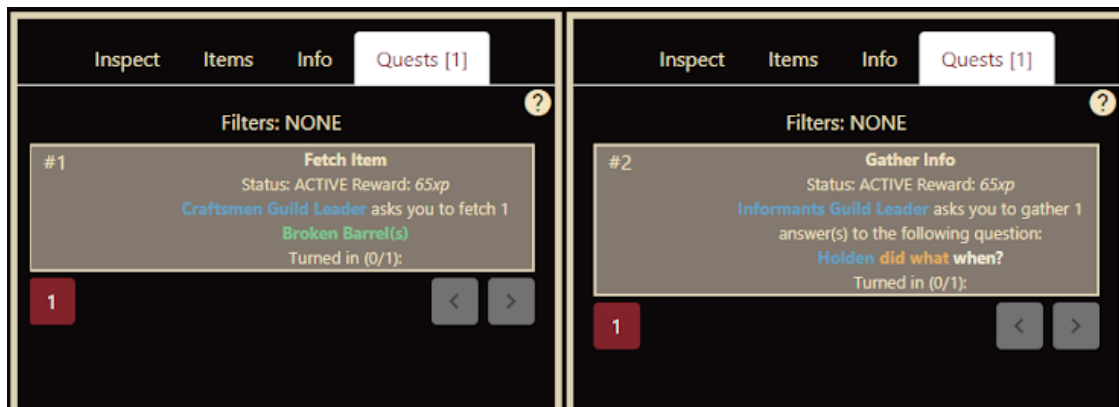 Inspect Items Info Quests [1]
?
Filters: NONE
#1 Fetch Item
Status: ACTIVE Reward: 65xp
Craftsmen Guild Leader asks you to fetch 1
Broken Barrel(s)
Turned in (0/1):
1 < >
Inspect Items Info Quests [1]
?
Filters: NONE
#2 Gather Info
Status: ACTIVE Reward: 65xp
Informants Guild Leader asks you to gather 1
answer(s) to the following question:
Holden did what when?
Turned in (0/1):
1 < >